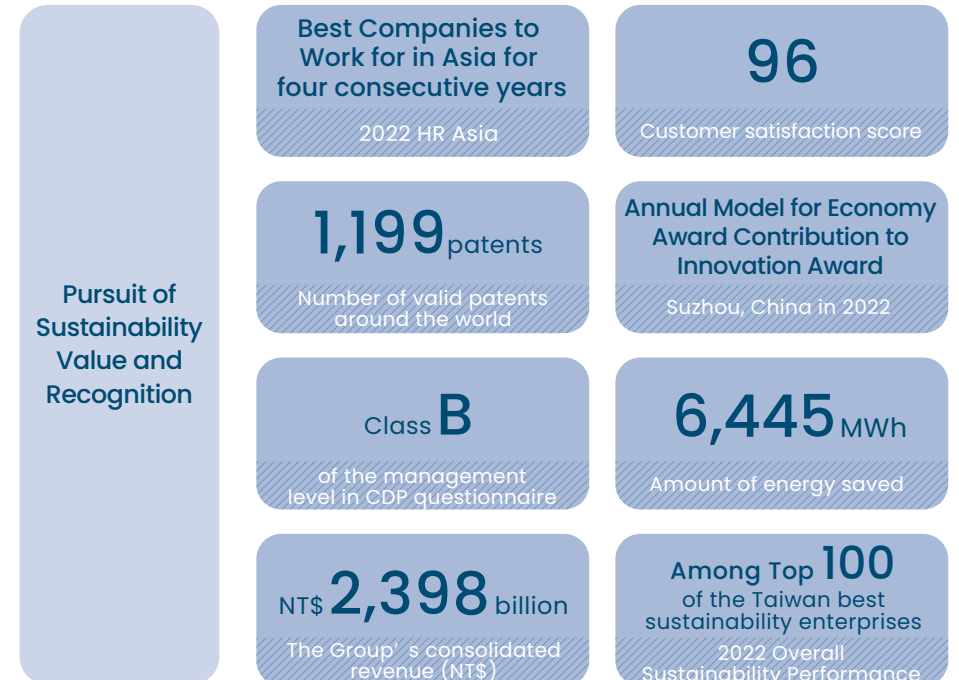 Pursuit of
Sustainability
Value and
Recognition
Best Companies to
Work for in Asia for
four consecutive years
2022 HR Asia
96
Customer satisfaction score
1,199 patents
Number of valid patents
around the world
Annual Model for Economy
Award Contribution to
Innovation Award
Suzhou, China in 2022
Class B
of the management
level in CDP questionnaire
6,445 MWh
Amount of energy saved
NT$ 2,398 billion
The Group’ s consolidated
revenue (NT$)
Among Top 100
of the Taiwan best
sustainability enterprises
2022 Overall
Sustainability Performance